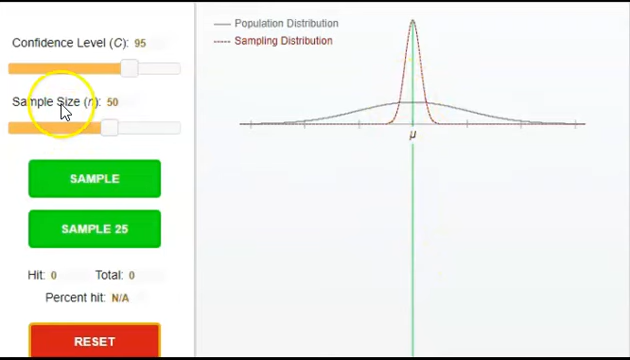 Confidence Level (C): 95
Sample Size (n): 50
SAMPLE
SAMPLE 25
Hit: 0 Total: 0
Percent hit: N/A
RESET
Population Distribution
Sampling Distribution
μ